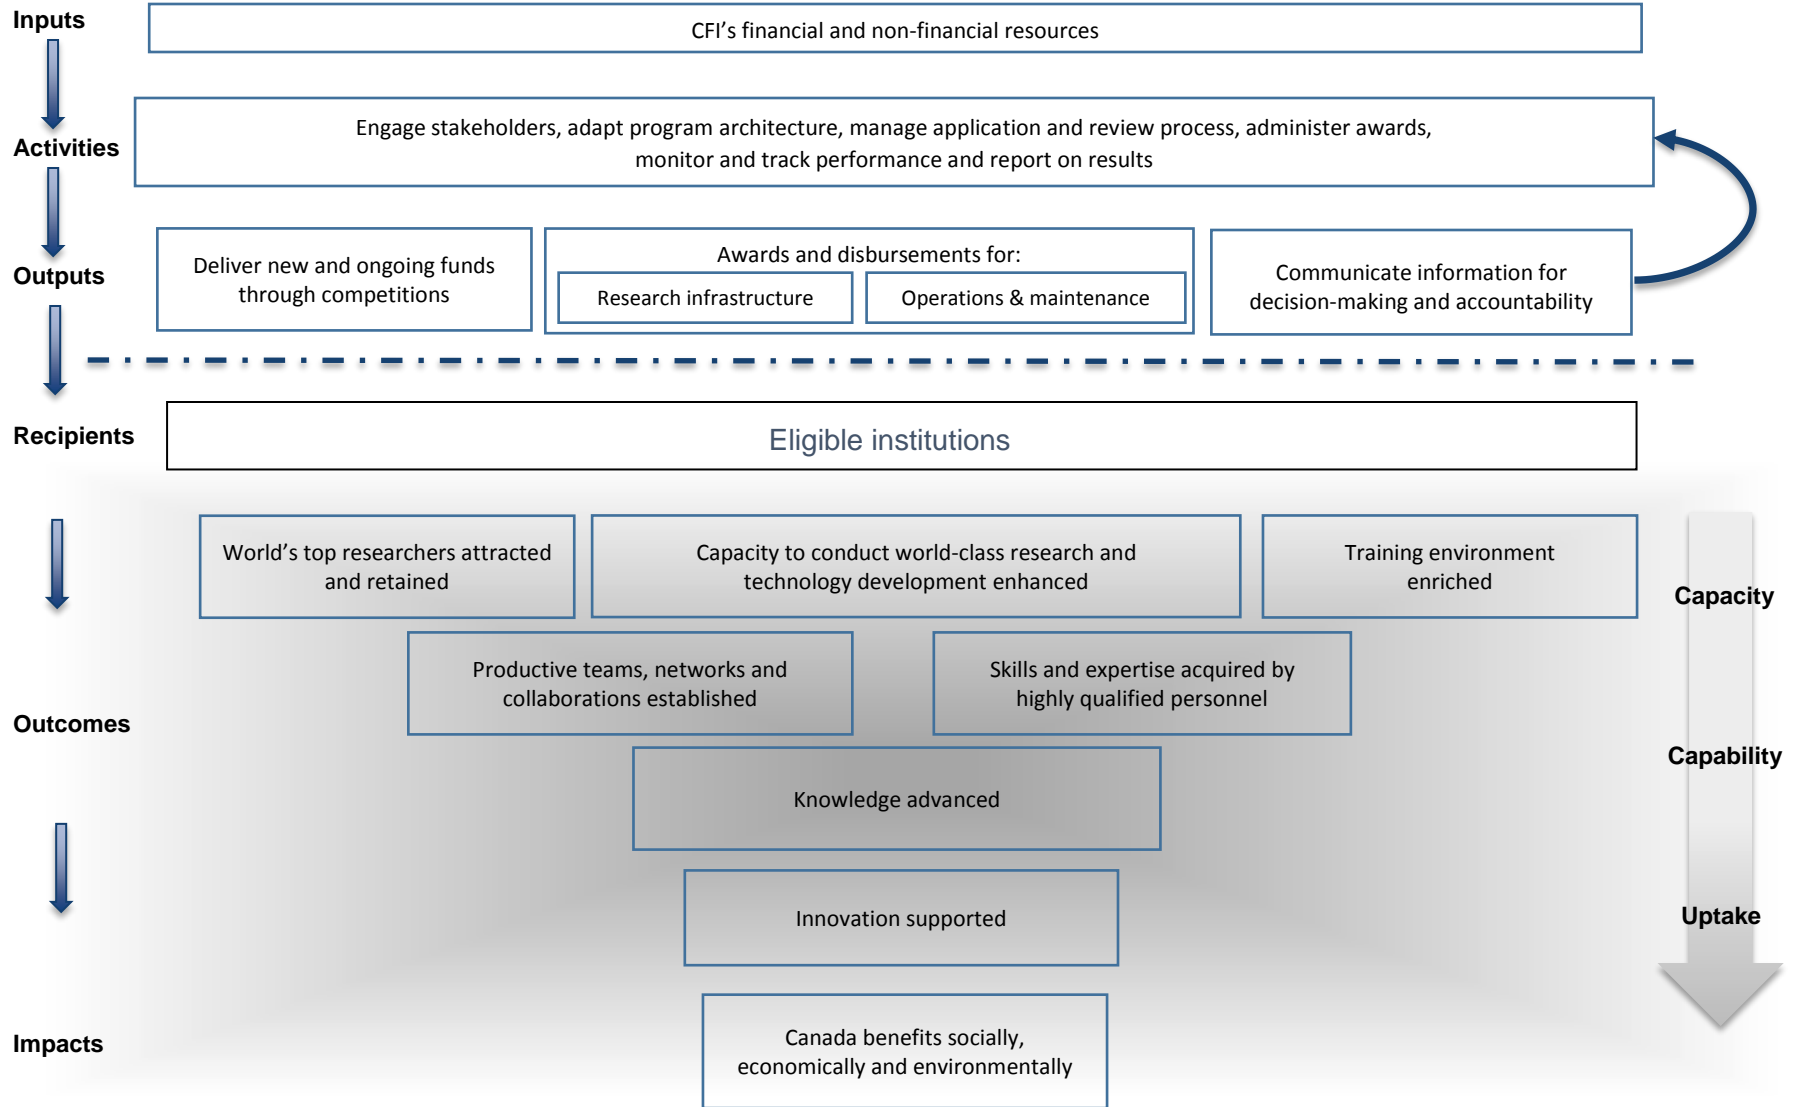 Inputs
CFI’s financial and non-financial resources
Activities
Engage stakeholders, adapt program architecture, manage application and review process, administer awards,
monitor and track performance and report on results
Outputs
Deliver new and ongoing funds
through competitions
Awards and disbursements for:
Research infrastructure
Operations & maintenance
Communicate information for
decision-making and accountability
Recipients
Eligible institutions
Outcomes
World’s top researchers attracted
and retained
Capacity to conduct world-class research and
technology development enhanced
Training environment
enriched
Capacity
Productive teams, networks and
collaborations established
Skills and expertise acquired by
highly qualified personnel
Knowledge advanced
Capability
Innovation supported
Uptake
Impacts
Canada benefits socially,
economically and environmentally